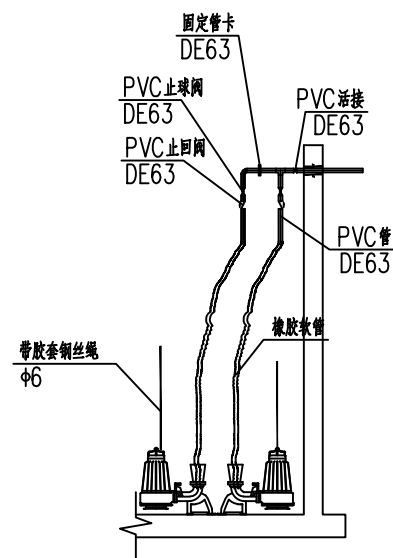 固定管卡
DE63
PVC止球阀
DE63
PVC活接
DE63
PVC止回阀
DE63
PVC管
DE63
橡胶软管
带胶套钢丝绳
φ6